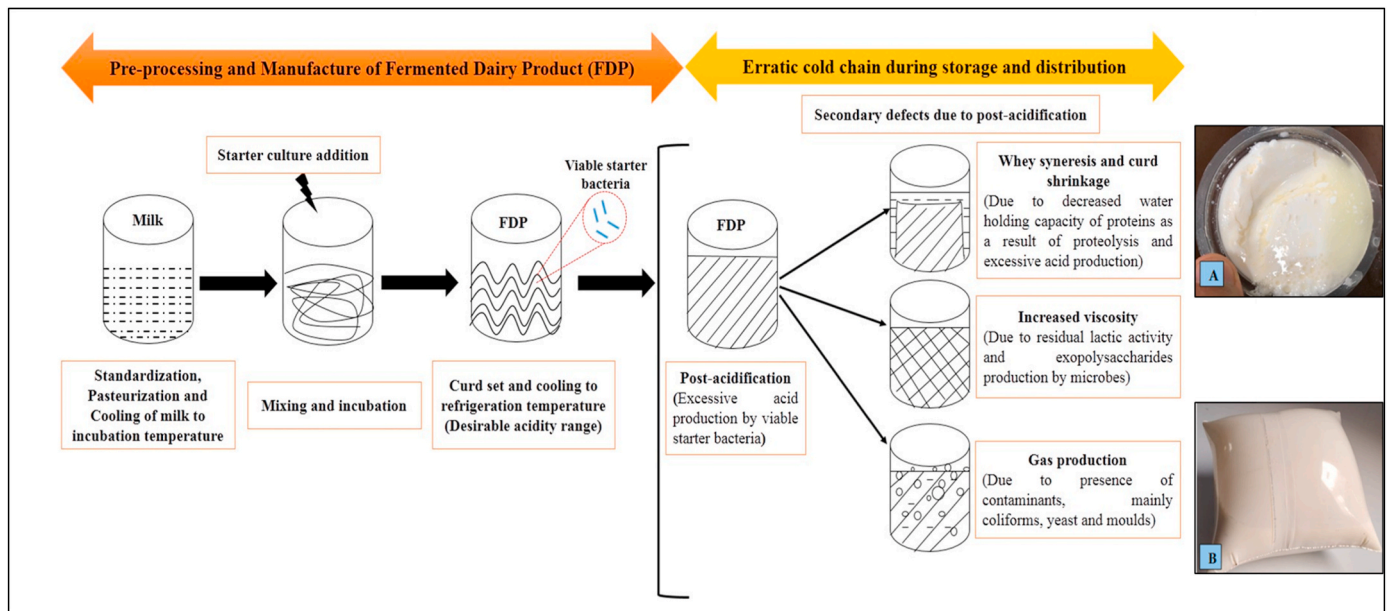 Pre-processing and Manufacture of Fermented Dairy Product (FDP)
Erratic cold chain during storage and distribution
Secondary defects due to post-acidification
Starter culture addition
Viable starter
bacteria
Milk
FDP
FDP
Standardization,
Pasteurization and
Cooling of milk to
incubation temperature
Mixing and incubation
Curd set and cooling to
refrigeration temperature
(Desirable acidity range)
Post-acidification
(Excessive acid
production by viable
starter bacteria)
Whey syneresis and curd
shrinkage
(Due to decreased water
holding capacity of proteins as
a result of proteolysis and
excessive acid production)
Increased viscosity
(Due to residual lactic activity
and exopolysaccharides
production by microbes)
Gas production
(Due to presence of
contaminants, mainly
coliforms, yeast and moulds)
A
B